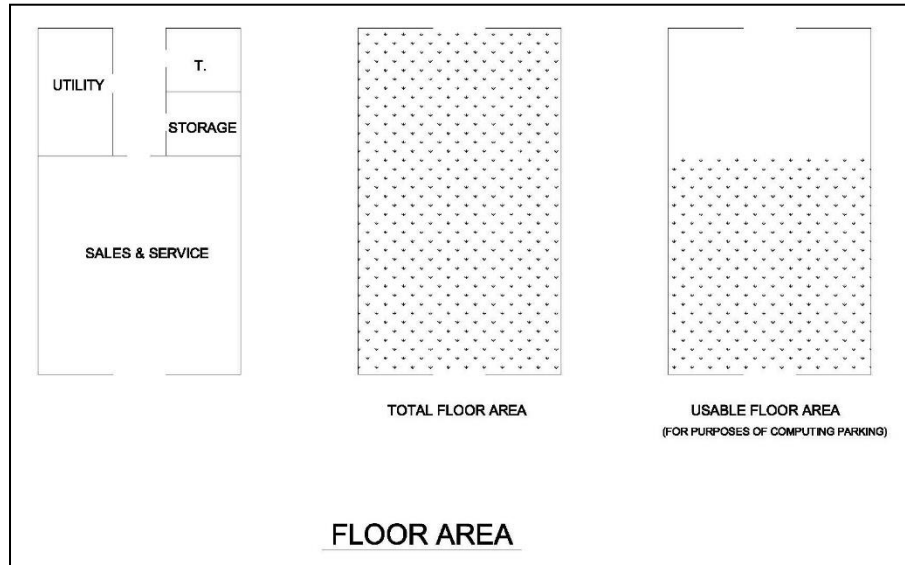 UTILITY
T.
STORAGE
SALES & SERVICE
TOTAL FLOOR AREA
USABLE FLOOR AREA
(FOR PURPOSES OF COMPUTING PARKING)
FLOOR AREA